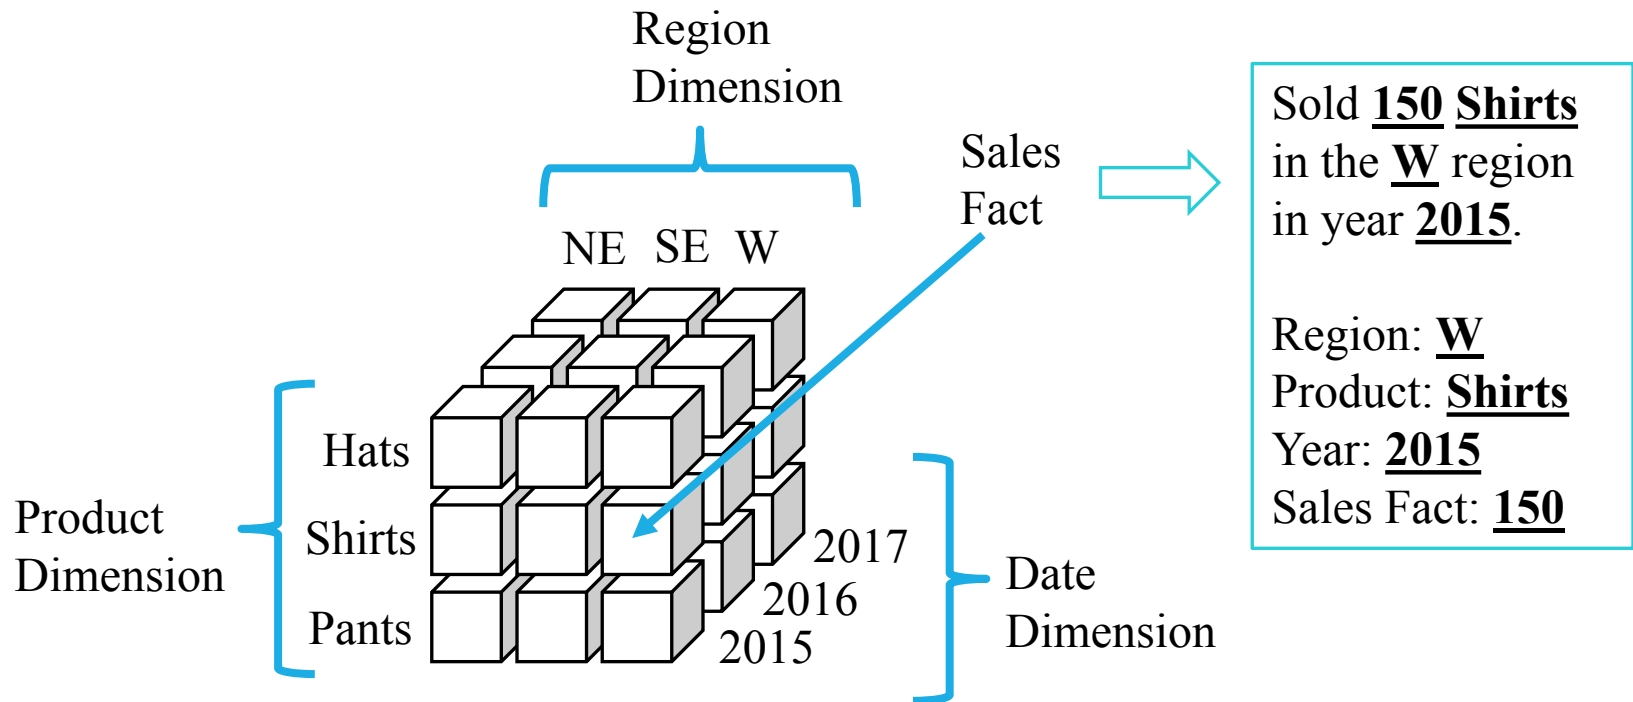 Region
Dimension
Sales
Fact
NE SE W
Hats
Shirts
Pants
Product
Dimension
2017
2016
2015
Date
Dimension
Sold 150 Shirts
in the W region
in year 2015.
Region: W
Product: Shirts
Year: 2015
Sales Fact: 150